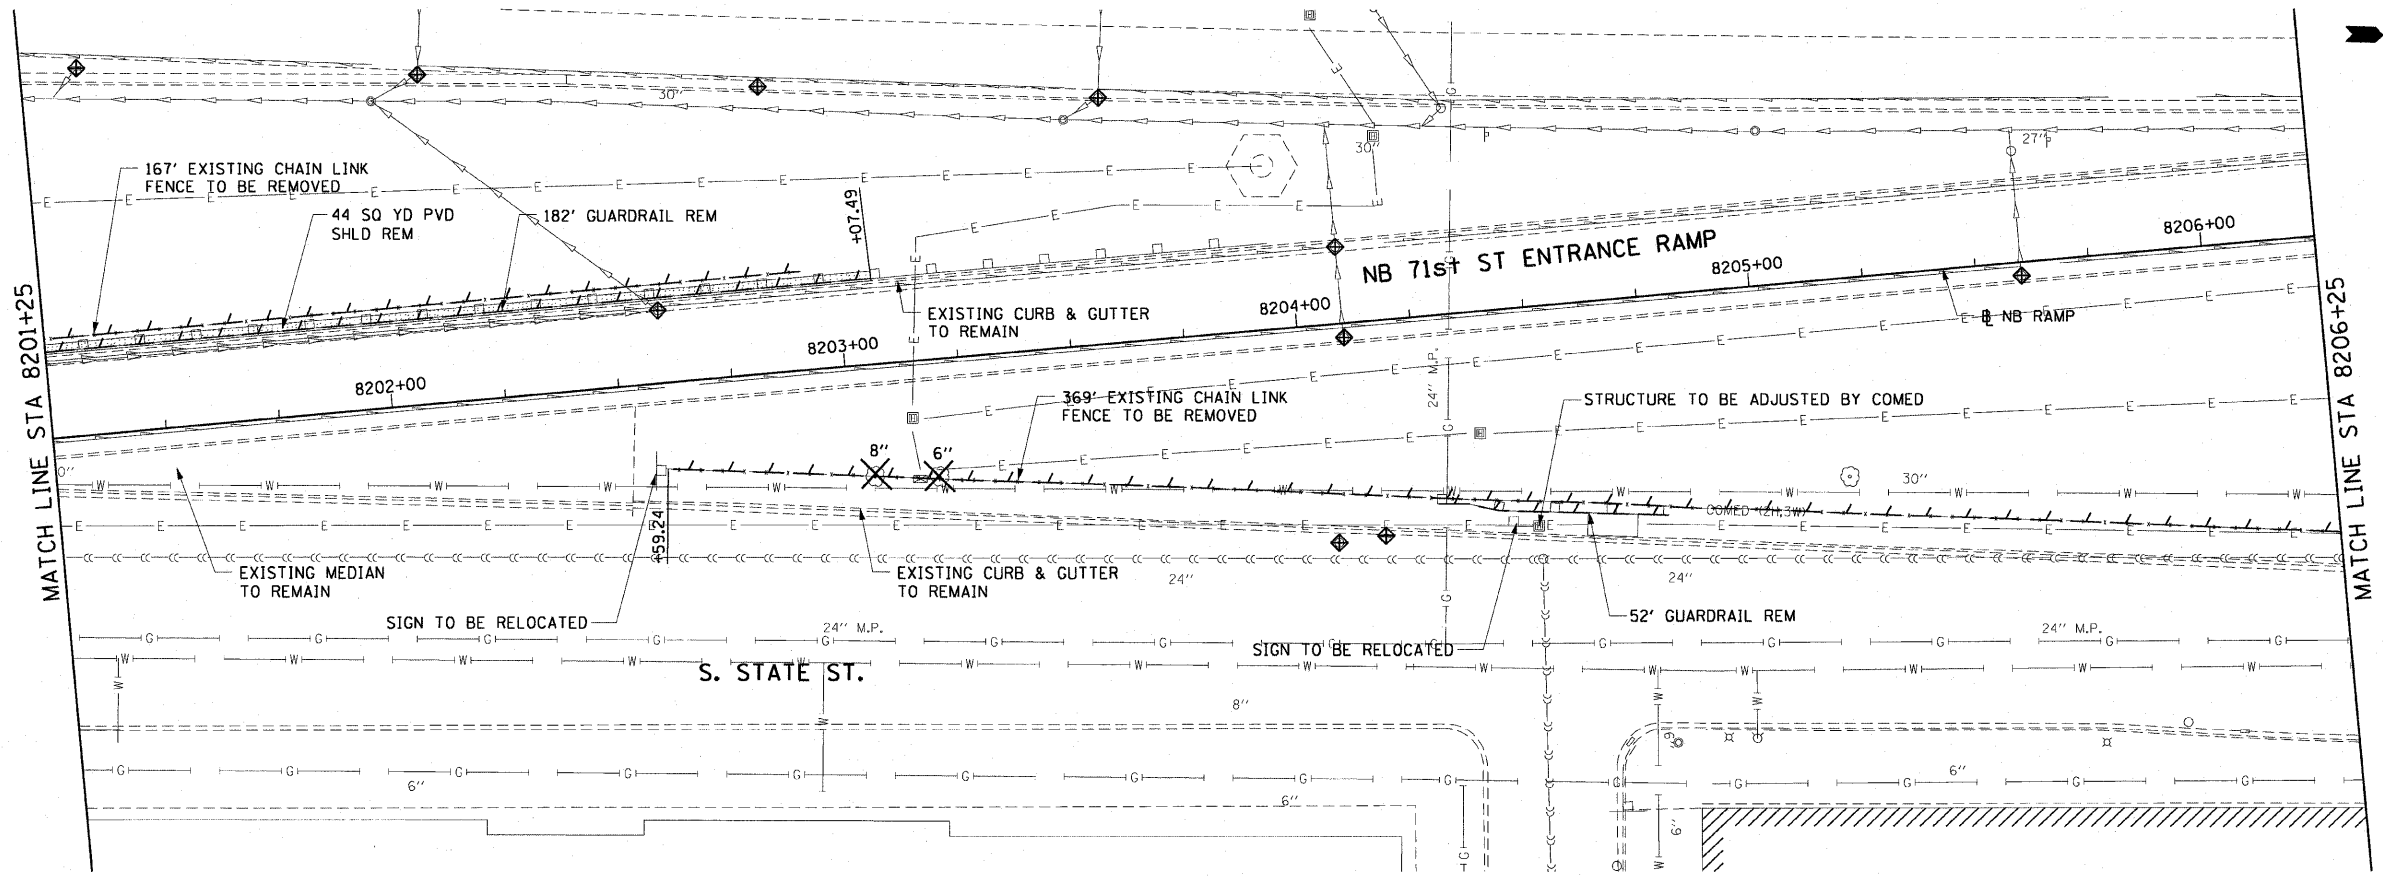 30"
30"
27"
167' EXISTING CHAIN LINK
FENCE TO BE REMOVED
44 SQ YD PVD
SHLD REM
182' GUARDRAIL REM
+07.49
NB 71st ST ENTRANCE RAMP
8206+00
8205+00
8204+00
8203+00
8202+00
EXISTING CURB & GUTTER
TO REMAIN
NB RAMP
MATCH LINE STA 8201+25
MATCH LINE STA 8206+25
24" M.P.
369' EXISTING CHAIN LINK
FENCE TO BE REMOVED
STRUCTURE TO BE ADJUSTED BY COMED
8"
6"
0"
30"
COMED (2H,3W)
+59.24
EXISTING MEDIAN
TO REMAIN
EXISTING CURB & GUTTER
TO REMAIN
24"
24"
SIGN TO BE RELOCATED
52' GUARDRAIL REM
24" M.P.
24" M.P.
SIGN TO BE RELOCATED
S. STATE ST.
8"
6"
6"
6"
6"
6"